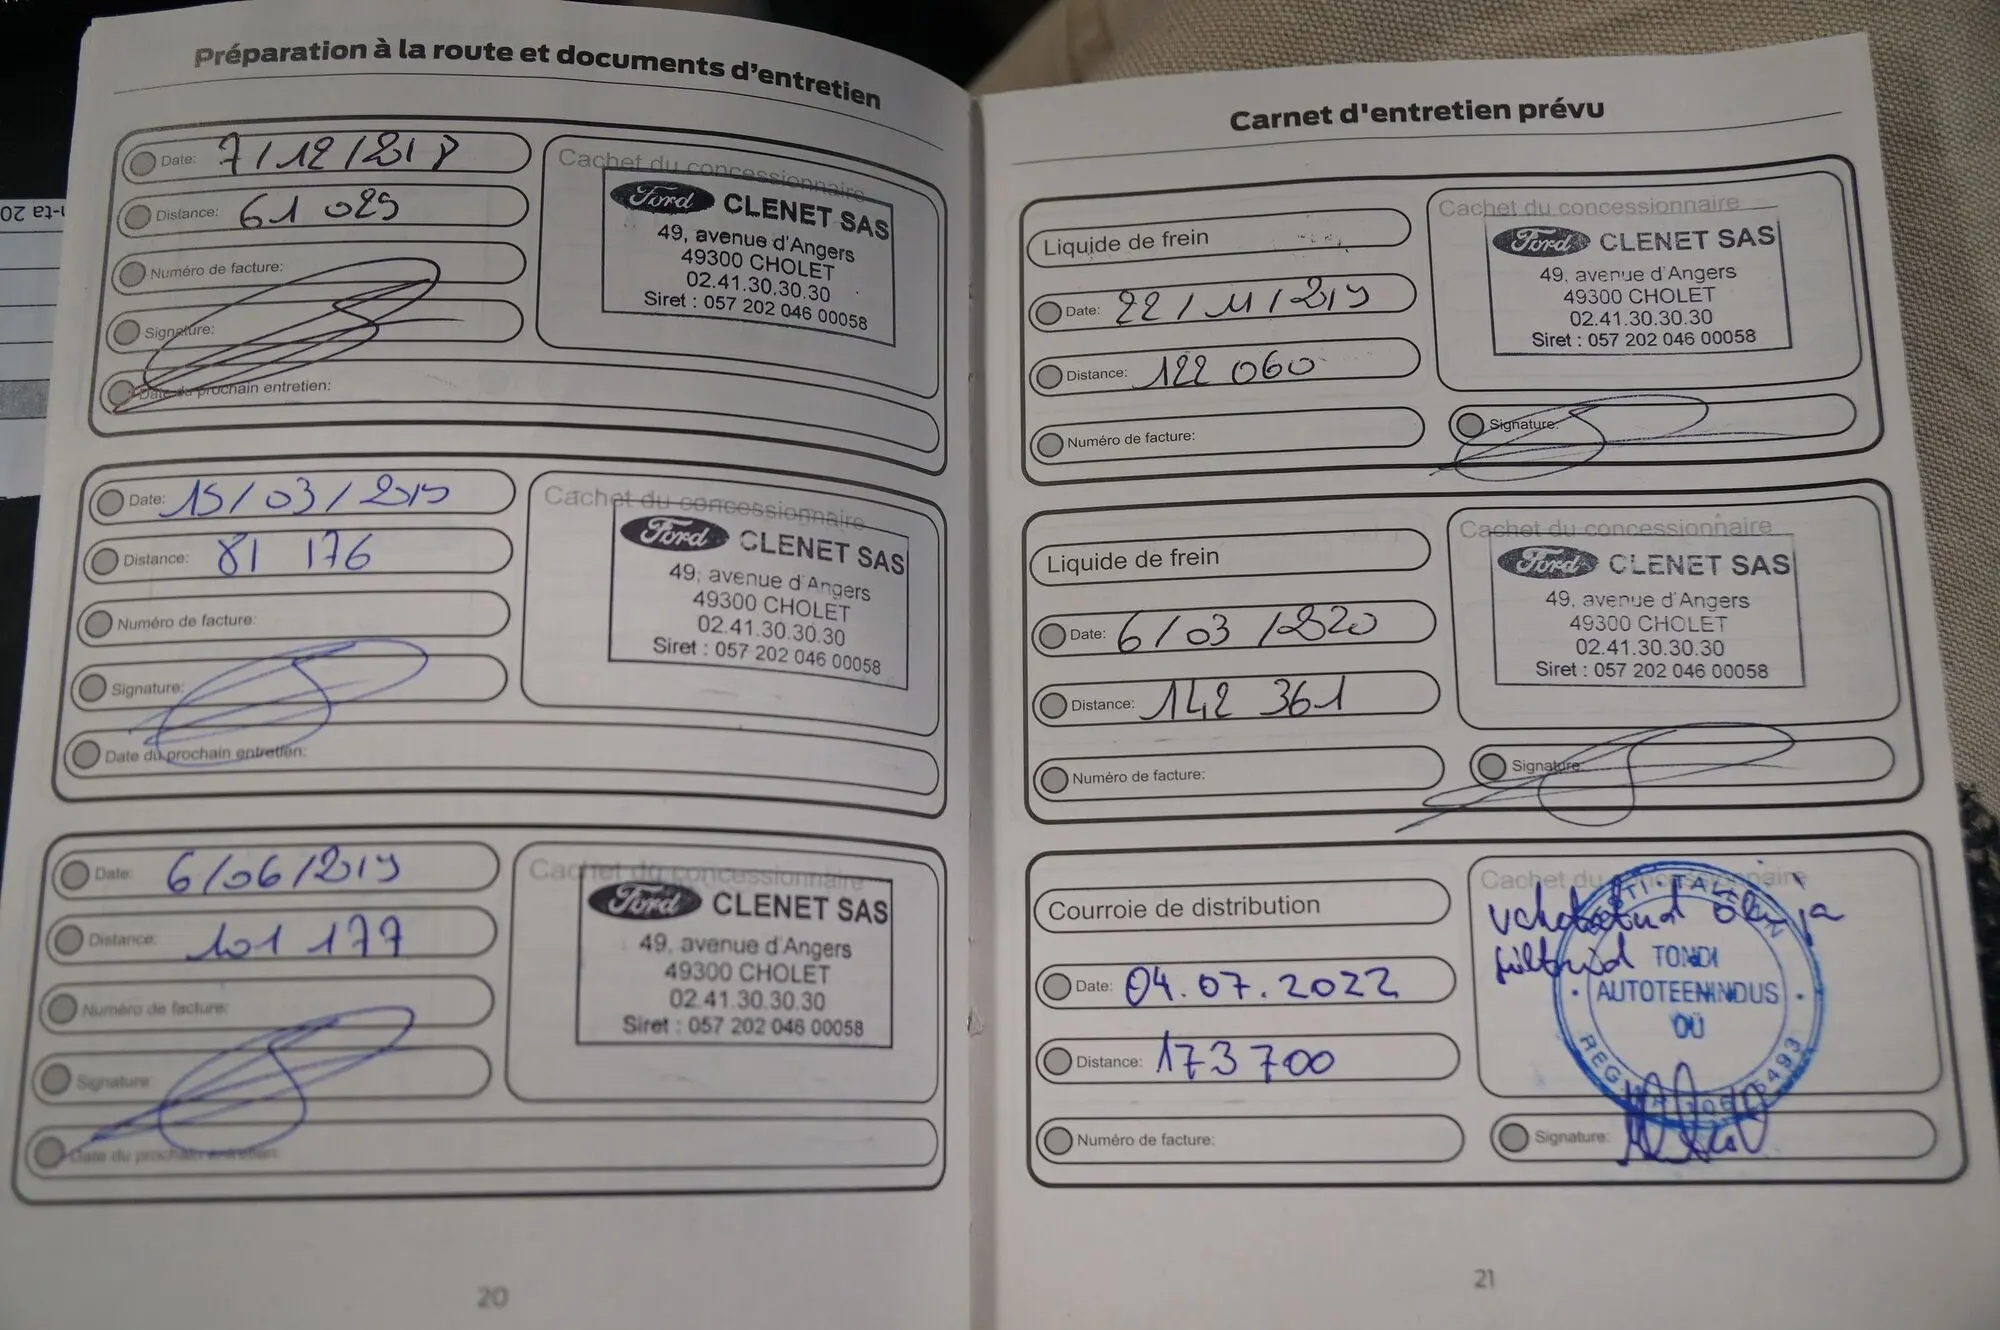 Préparation à la route et documents d'entretien
Date: 7/12/2018
Distance: 61 029
Numéro de facture:
Signature:
Date du prochain entretien:
Cachet du concessionnaire
Ford CLENET SAS
49, avenue d'Angers
49300 CHOLET
02.41.30.30.30
Siret : 057 202 046 00058
Date: 15/03/2019
Distance: 81 176
Numéro de facture:
Signature:
Date du prochain entretien:
Cachet du concessionnaire
Ford CLENET SAS
49, avenue d'Angers
49300 CHOLET
02.41.30.30.30
Siret : 057 202 046 00058
Date: 6/06/2019
Distance: 101 177
Numéro de facture:
Signature:
Date du prochain entretien:
Cachet du concessionnaire
Ford CLENET SAS
49, avenue d'Angers
49300 CHOLET
02.41.30.30.30
Siret : 057 202 046 00058
20
Carnet d'entretien prévu
Liquide de frein
Date: 22/11/2019
Distance: 122 060
Numéro de facture:
Cachet du concessionnaire
Ford CLENET SAS
49, avenue d'Angers
49300 CHOLET
02.41.30.30.30
Siret : 057 202 046 00058
Signature:
Liquide de frein
Date: 6/03/2020
Distance: 142 361
Numéro de facture:
Cachet du concessionnaire
Ford CLENET SAS
49, avenue d'Angers
49300 CHOLET
02.41.30.30.30
Siret : 057 202 046 00058
Signature:
Courroie de distribution
Date: 04.07.2022
Distance: 173 700
Numéro de facture:
Cachet du concessionnaire
vahetatud õli ja
filtrid
TONDI
AUTOTEENINDUS
OÜ
Signature:
21